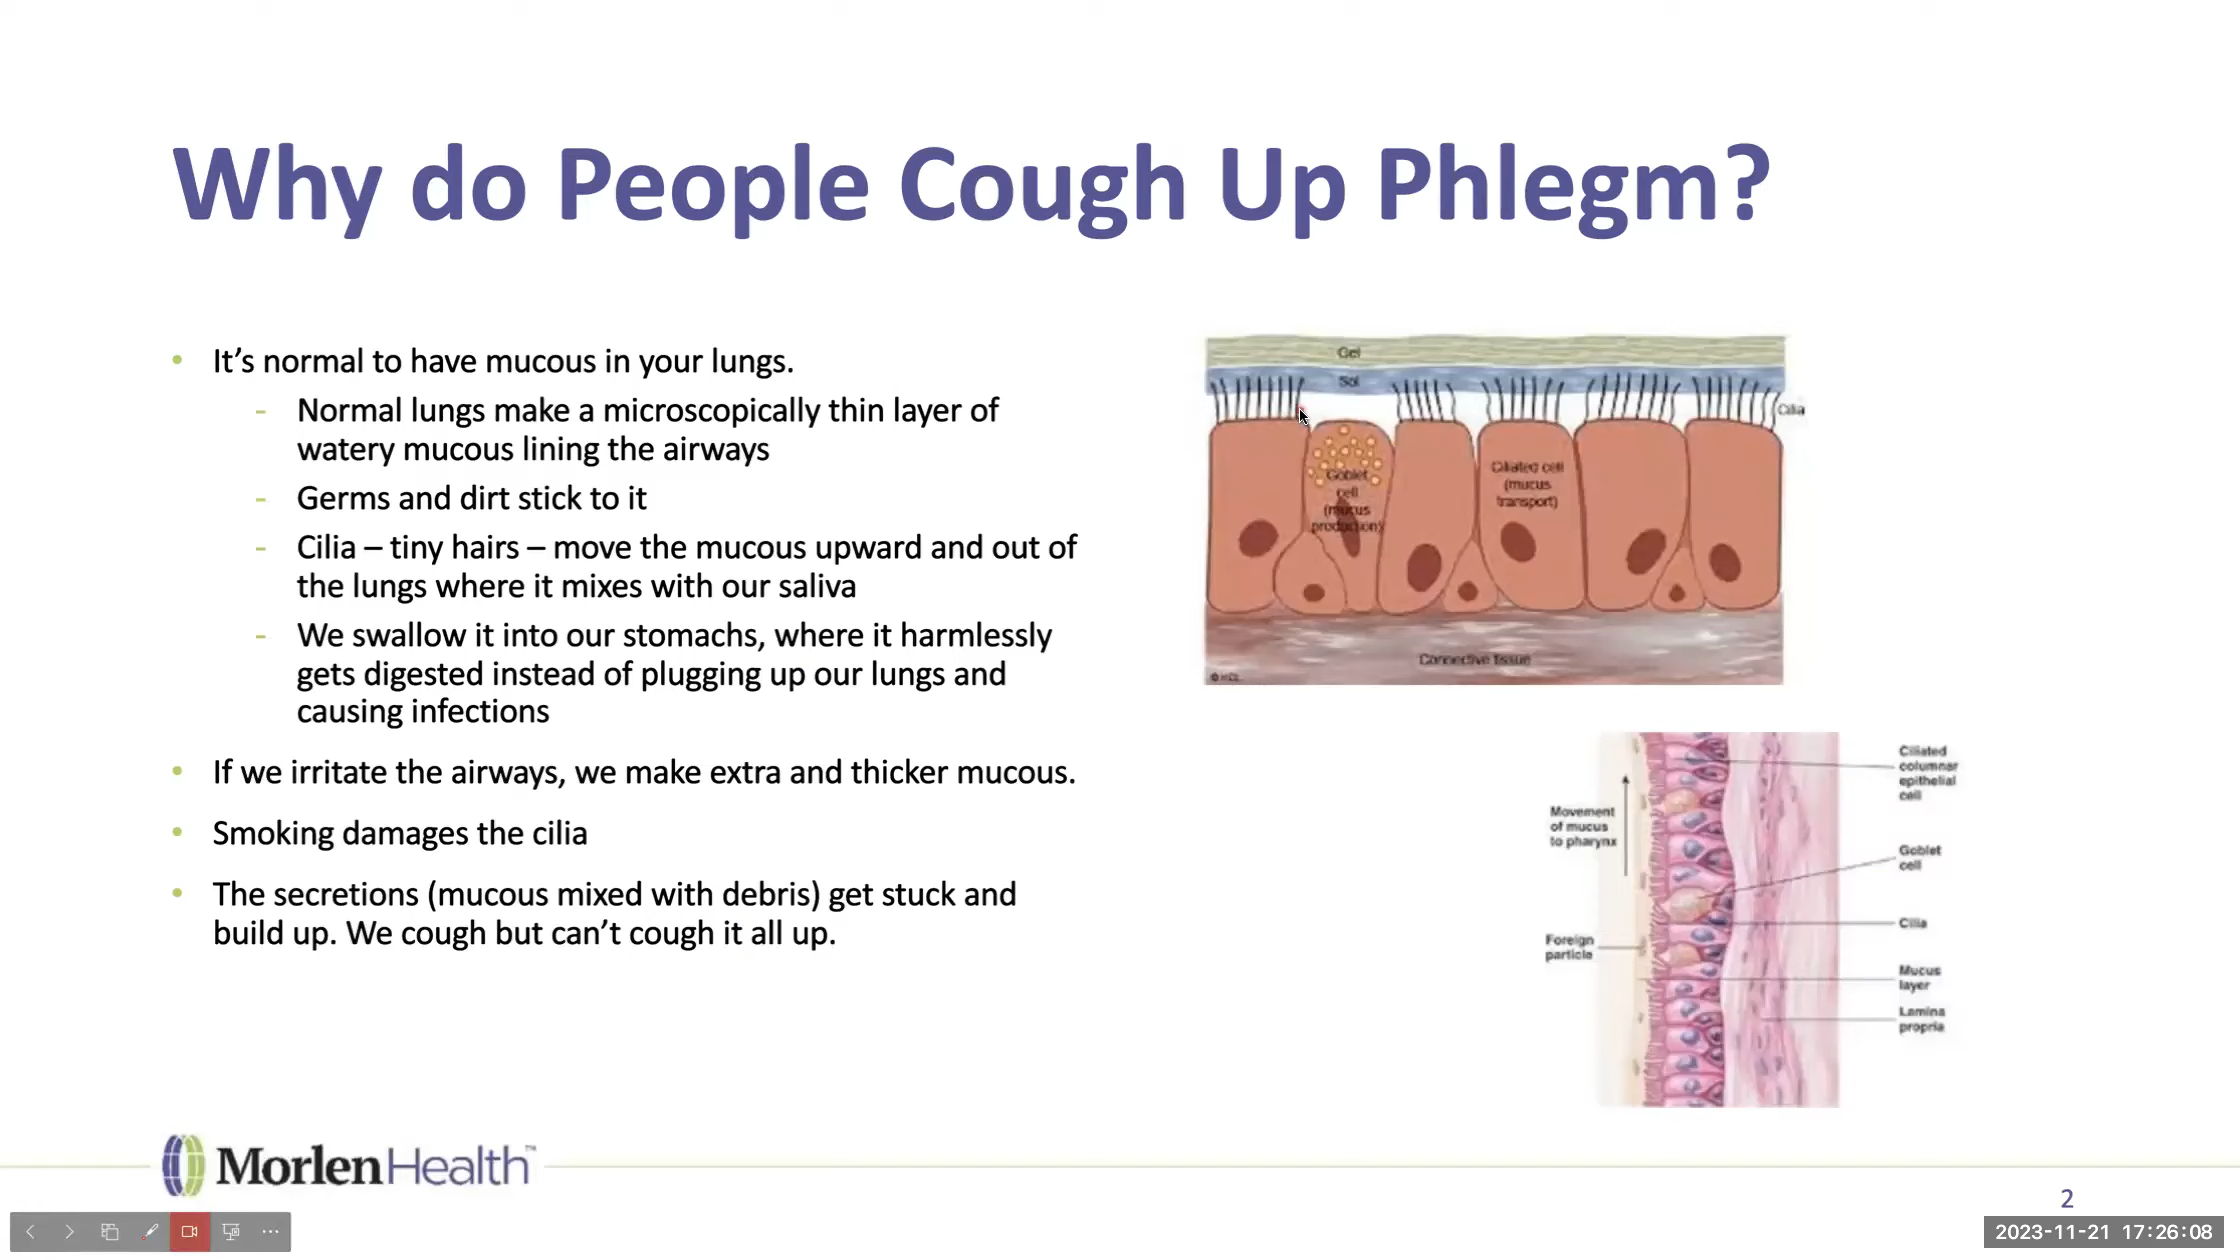 Why do People Cough Up Phlegm?
• It’s normal to have mucous in your lungs.
- Normal lungs make a microscopically thin layer of
watery mucous lining the airways
- Germs and dirt stick to it
- Cilia – tiny hairs – move the mucous upward and out of
the lungs where it mixes with our saliva
- We swallow it into our stomachs, where it harmlessly
gets digested instead of plugging up our lungs and
causing infections
• If we irritate the airways, we make extra and thicker mucous.
• Smoking damages the cilia
• The secretions (mucous mixed with debris) get stuck and
build up. We cough but can’t cough it all up.
Gel
Sol
Cilia
Goblet
cell
(mucus
production)
Ciliated cell
(mucus
transport)
Connective tissue
Movement
of mucus
to pharynx
Foreign
particle
Ciliated
columnar
epithelial
cell
Goblet
cell
Cilia
Mucus
layer
Lamina
propria
MorlenHealth™
2
2023-11-21 17:26:08